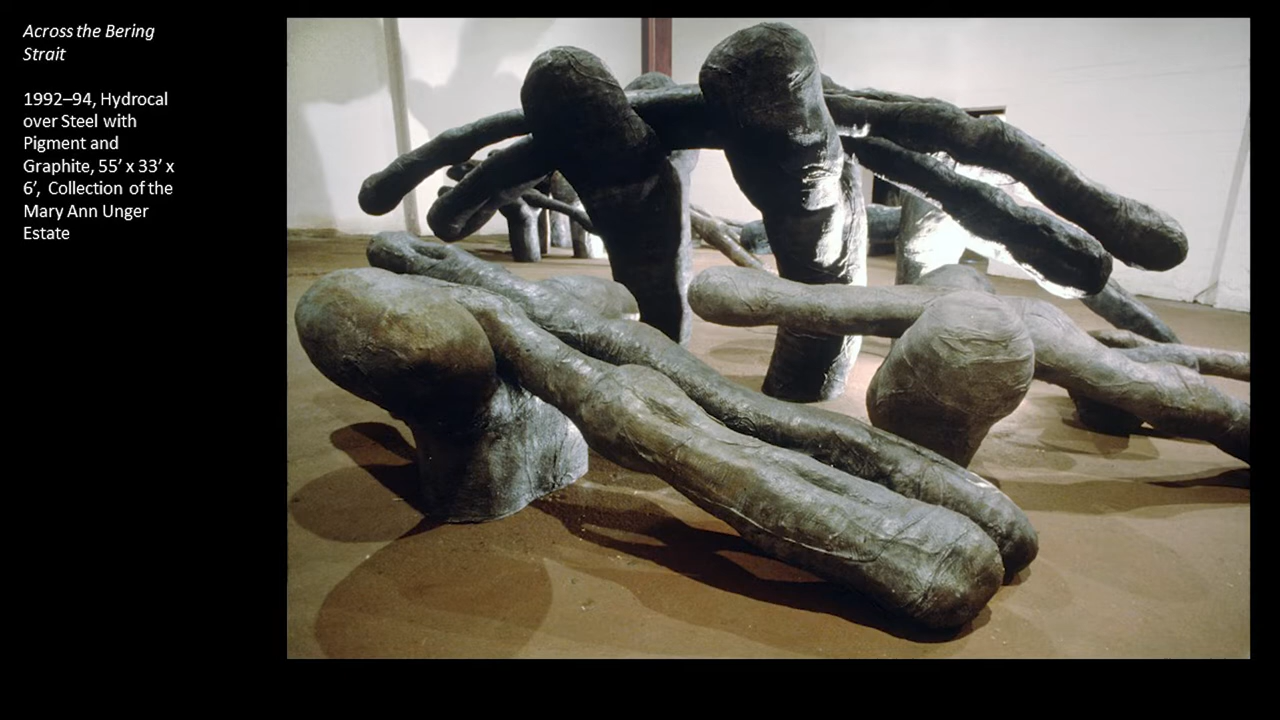 Across the Bering
Strait
1992–94, Hydrocal
over Steel with
Pigment and
Graphite, 55’ x 33’ x
6’, Collection of the
Mary Ann Unger
Estate